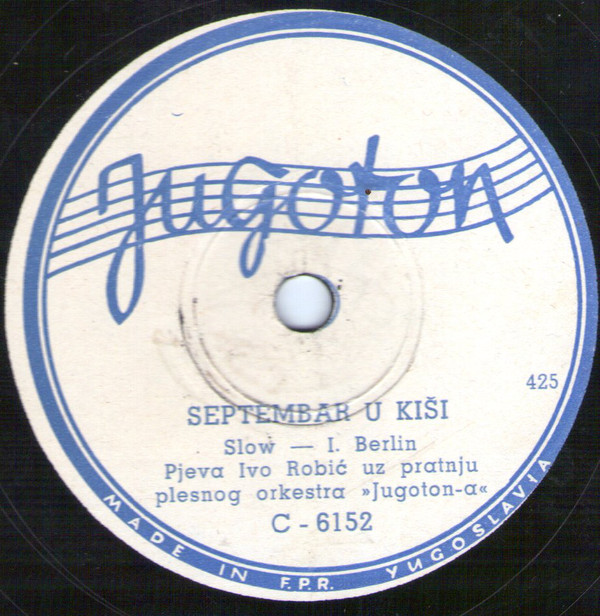 Jugoton
425
SEPTEMBAR U KIŠI
Slow — I. Berlin
Pjeva Ivo Robić uz pratnju
plesnog orkestra »Jugoton-a«
C - 6152
MADE IN F.P.R. YUGOSLAVIA